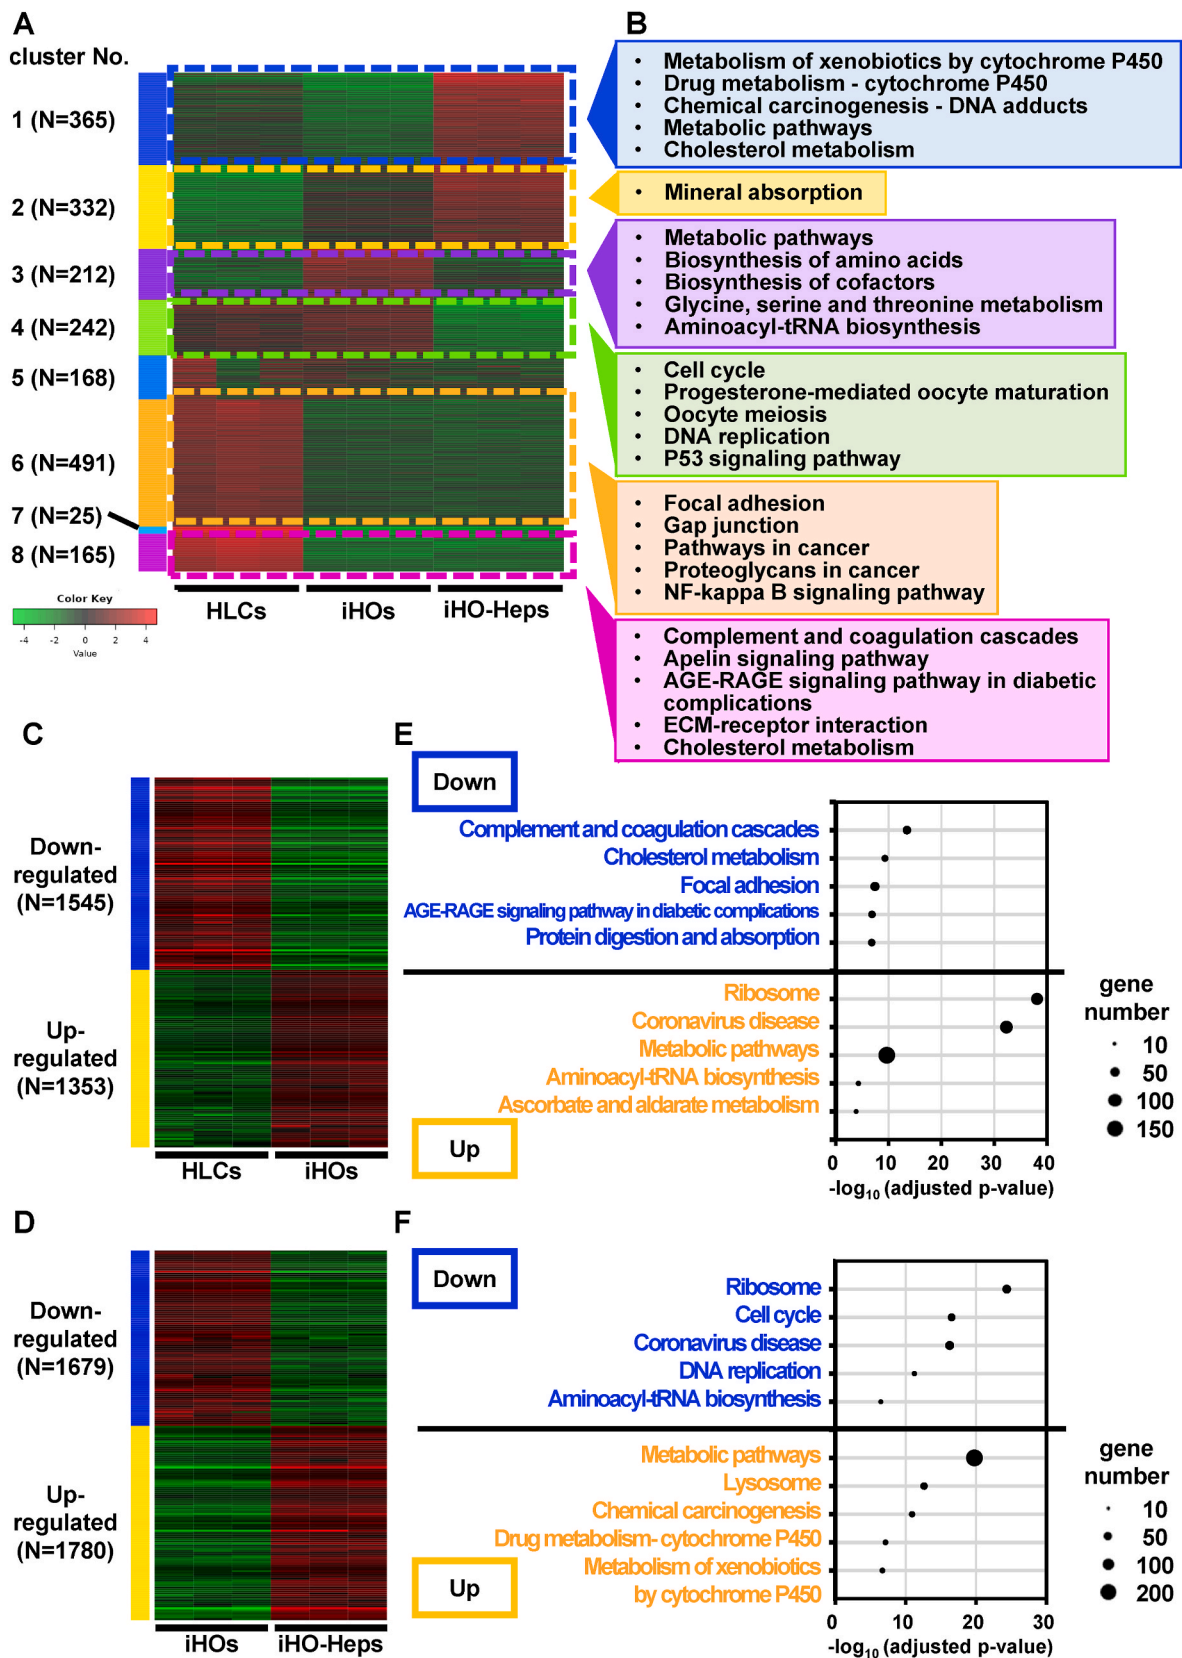 A
cluster No.
1 (N=365)
2 (N=332)
3 (N=212)
4 (N=242)
5 (N=168)
6 (N=491)
7 (N=25)
8 (N=165)
Color Key
-4 -2 0 2 4
Value
HLCs iHOs iHO-Heps
B
• Metabolism of xenobiotics by cytochrome P450
• Drug metabolism - cytochrome P450
• Chemical carcinogenesis - DNA adducts
• Metabolic pathways
• Cholesterol metabolism
• Mineral absorption
• Metabolic pathways
• Biosynthesis of amino acids
• Biosynthesis of cofactors
• Glycine, serine and threonine metabolism
• Aminoacyl-tRNA biosynthesis
• Cell cycle
• Progesterone-mediated oocyte maturation
• Oocyte meiosis
• DNA replication
• P53 signaling pathway
• Focal adhesion
• Gap junction
• Pathways in cancer
• Proteoglycans in cancer
• NF-kappa B signaling pathway
• Complement and coagulation cascades
• Apelin signaling pathway
• AGE-RAGE signaling pathway in diabetic
complications
• ECM-receptor interaction
• Cholesterol metabolism
C
Down-
regulated
(N=1545)
Up-
regulated
(N=1353)
HLCs iHOs
E
Down
Complement and coagulation cascades
Cholesterol metabolism
Focal adhesion
AGE-RAGE signaling pathway in diabetic complications
Protein digestion and absorption
Ribosome
Coronavirus disease
Metabolic pathways
Aminoacyl-tRNA biosynthesis
Ascorbate and aldarate metabolism
Up
0 10 20 30 40
-log10 (adjusted p-value)
gene
number
10
50
100
150
D
Down-
regulated
(N=1679)
Up-
regulated
(N=1780)
iHOs iHO-Heps
F
Down
Ribosome
Cell cycle
Coronavirus disease
DNA replication
Aminoacyl-tRNA biosynthesis
Metabolic pathways
Lysosome
Chemical carcinogenesis
Drug metabolism- cytochrome P450
Metabolism of xenobiotics
by cytochrome P450
Up
0 10 20 30
-log10 (adjusted p-value)
gene
number
10
50
100
200